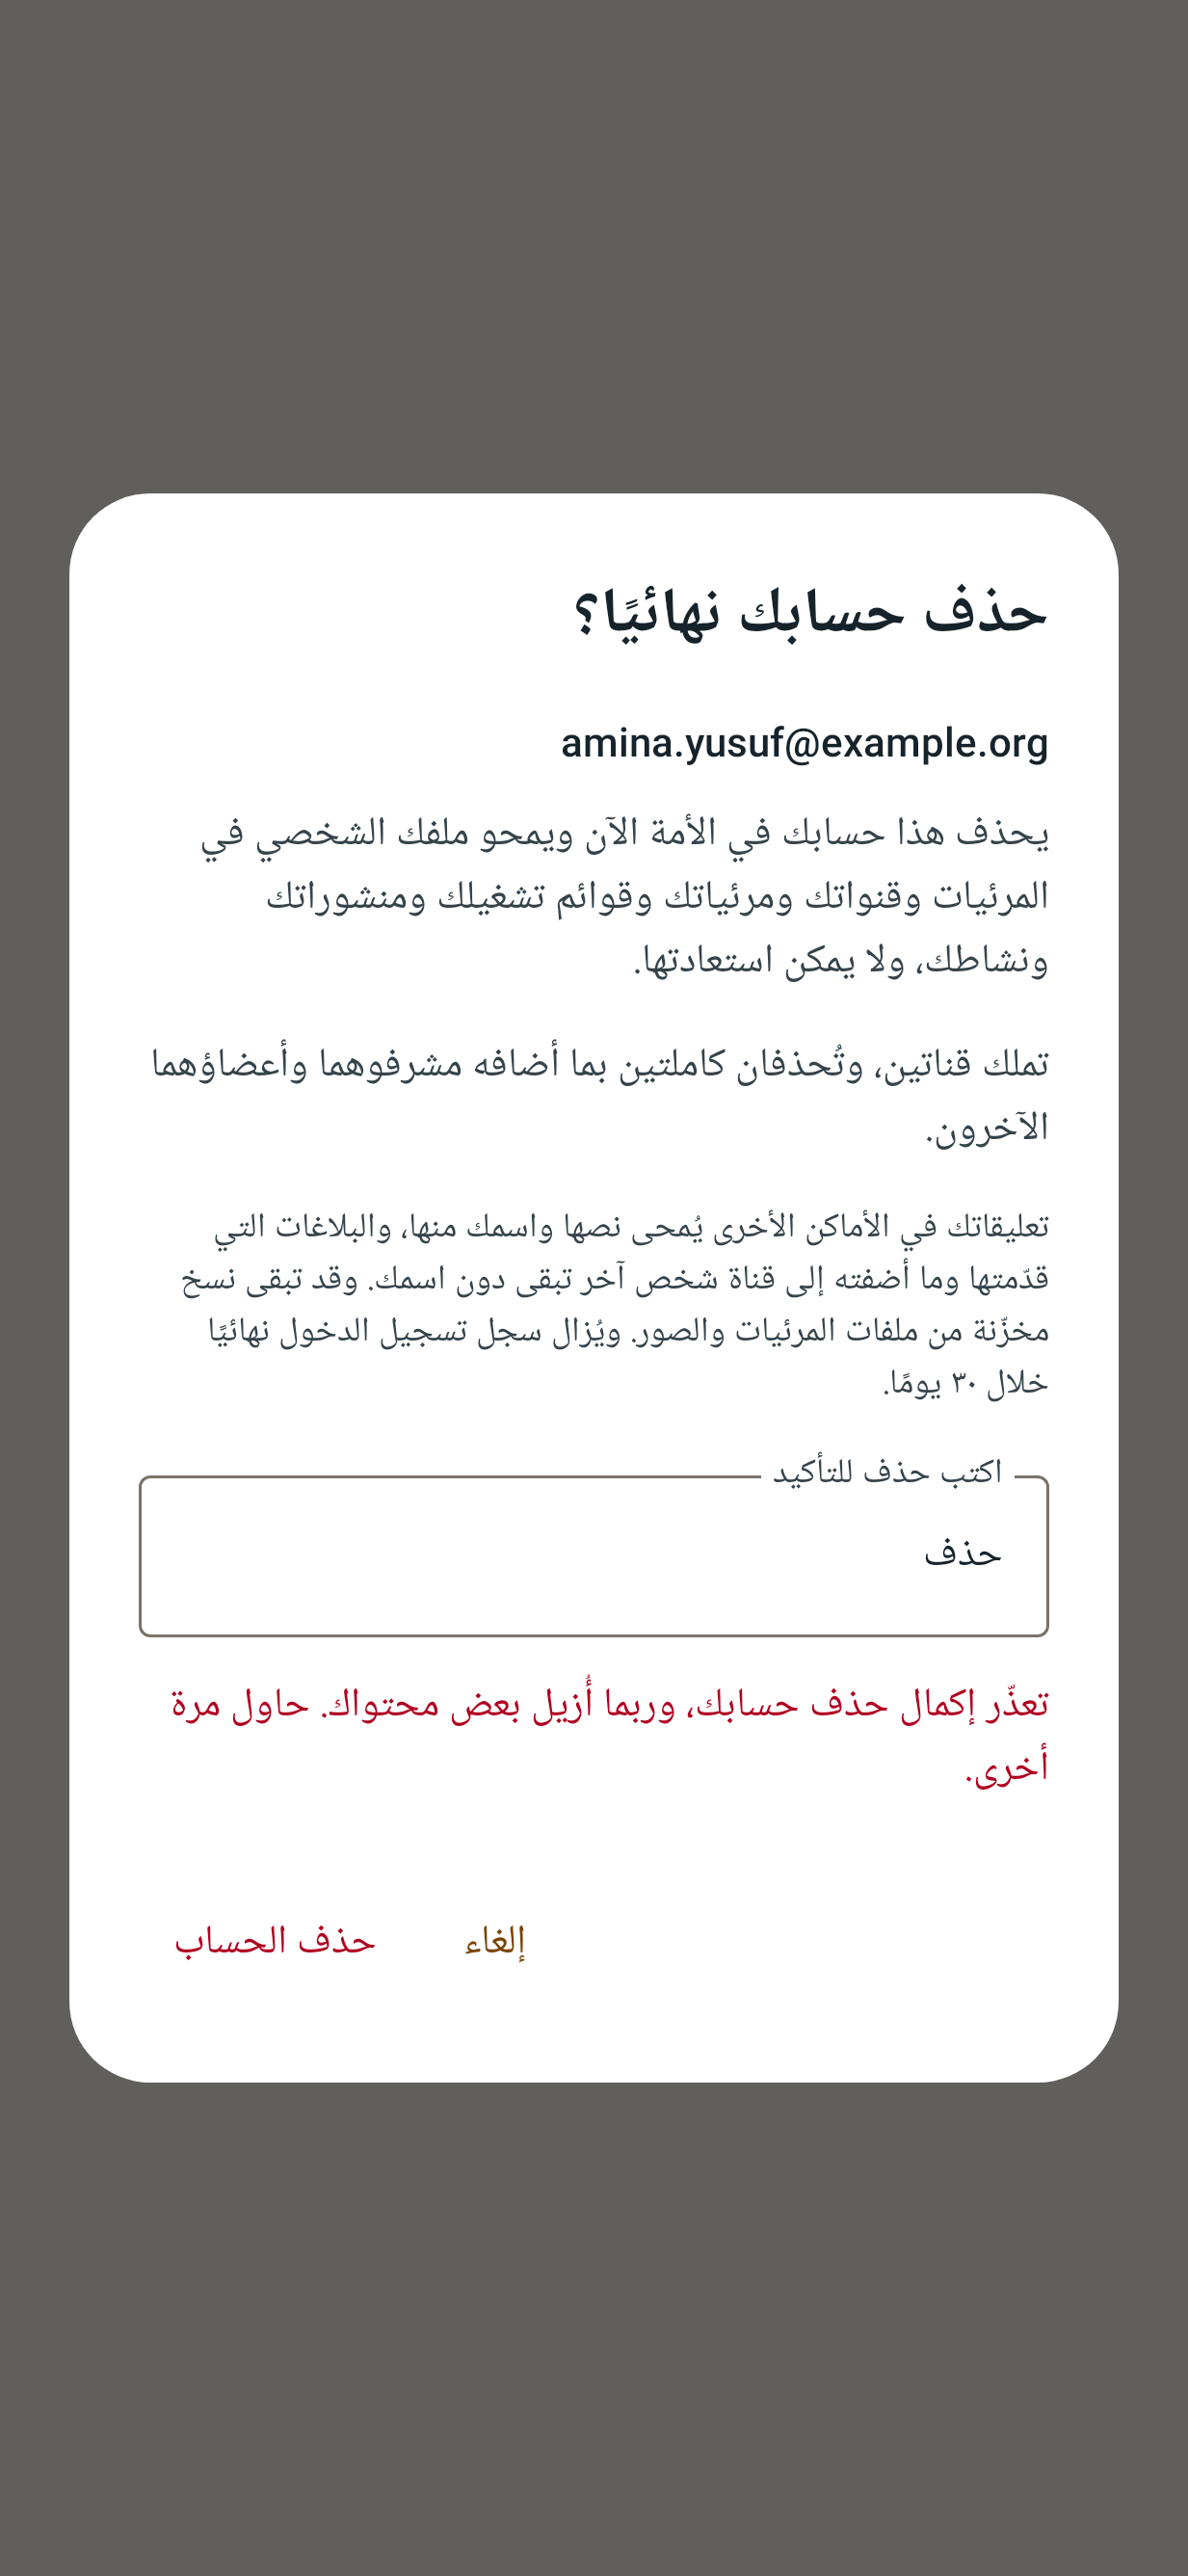 حذف حسابك نهائيًا؟
amina.yusuf@example.org
يحذف هذا حسابك في الأمة الآن ويمحو ملفك الشخصي في
المرئيات وقنواتك ومرئياتك وقوائم تشغيلك ومنشوراتك
ونشاطك، ولا يمكن استعادتها.
تملك قناتين، وتُحذفان كاملتين بما أضافه مشرفوهما وأعضاؤهما
الآخرون.
تعليقاتك في الأماكن الأخرى يُمحى نصها واسمك منها، والبلاغات التي
قدّمتها وما أضفته إلى قناة شخص آخر تبقى دون اسمك. وقد تبقى نسخ
مخزّنة من ملفات المرئيات والصور. ويُزال سجل تسجيل الدخول نهائيًا
خلال ٣٠ يومًا.
اكتب حذف للتأكيد
حذف
تعذّر إكمال حذف حسابك، وربما أُزيل بعض محتواك. حاول مرة
أخرى.
إلغاء
حذف الحساب